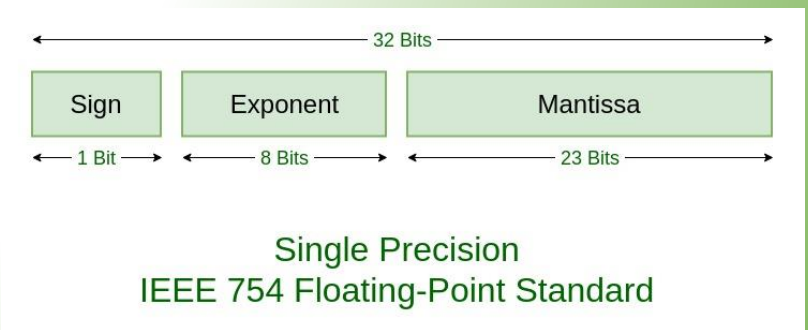 32 Bits
Sign Exponent Mantissa
1 Bit 8 Bits 23 Bits
Single Precision
IEEE 754 Floating-Point Standard